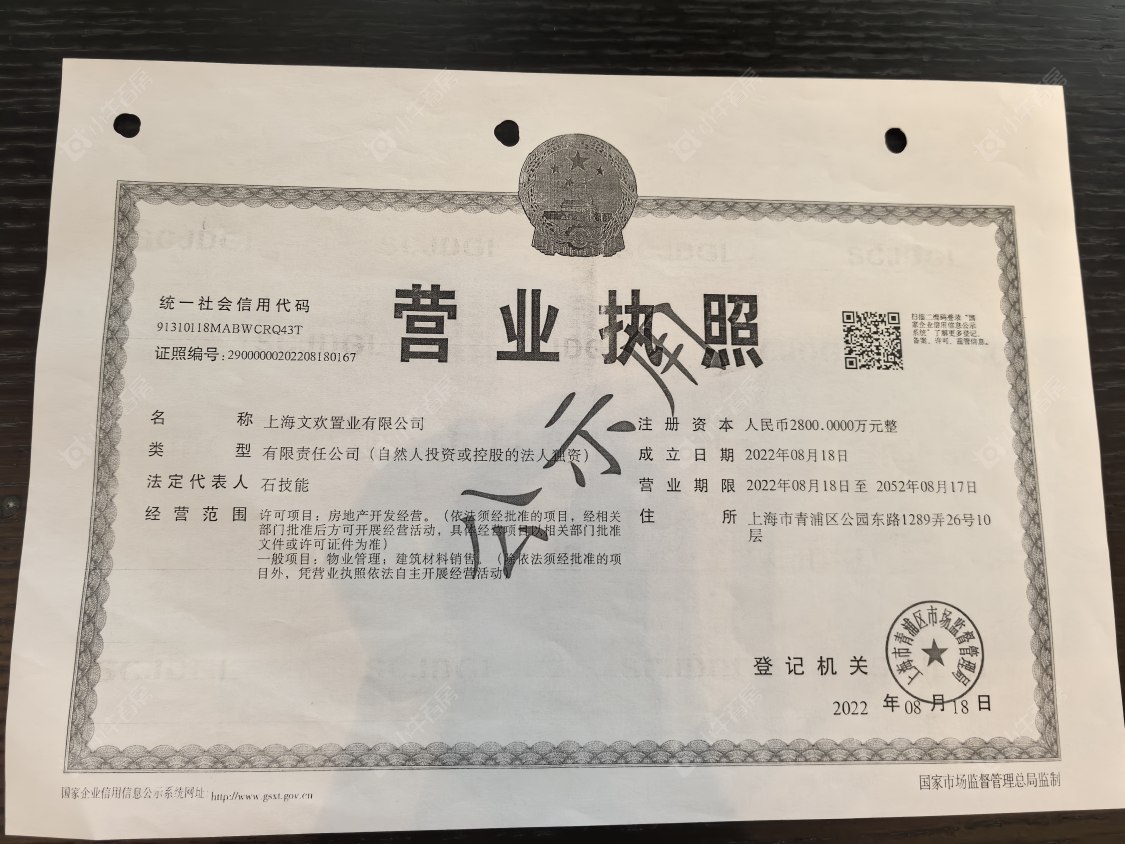 营业执照
统一社会信用代码
91310118MABWCRQ43T
证照编号:29000000202208180167
扫描二维码登录“国
家企业信用信息公示
系统”了解更多登记、
备案、许可、监管信息。
公示用
名 称 上海文欢置业有限公司
类 型 有限责任公司(自然人投资或控股的法人独资)
法定代表人 石技能
经营范围 许可项目:房地产开发经营。(依法须经批准的项目,经相关
部门批准后方可开展经营活动,具体经营项目以相关部门批准
文件或许可证件为准)
一般项目:物业管理;建筑材料销售。(除依法须经批准的项
目外,凭营业执照依法自主开展经营活动)
注册资本 人民币2800.0000万元整
成立日期 2022年08月18日
营业期限 2022年08月18日至 2052年08月17日
住 所 上海市青浦区公园东路1289弄26号10
层
登记机关
上海市青浦区市场监督管理局
2022 年 08 月 18 日
国家企业信用信息公示系统网址:http://www.gsxt.gov.cn
国家市场监督管理总局监制